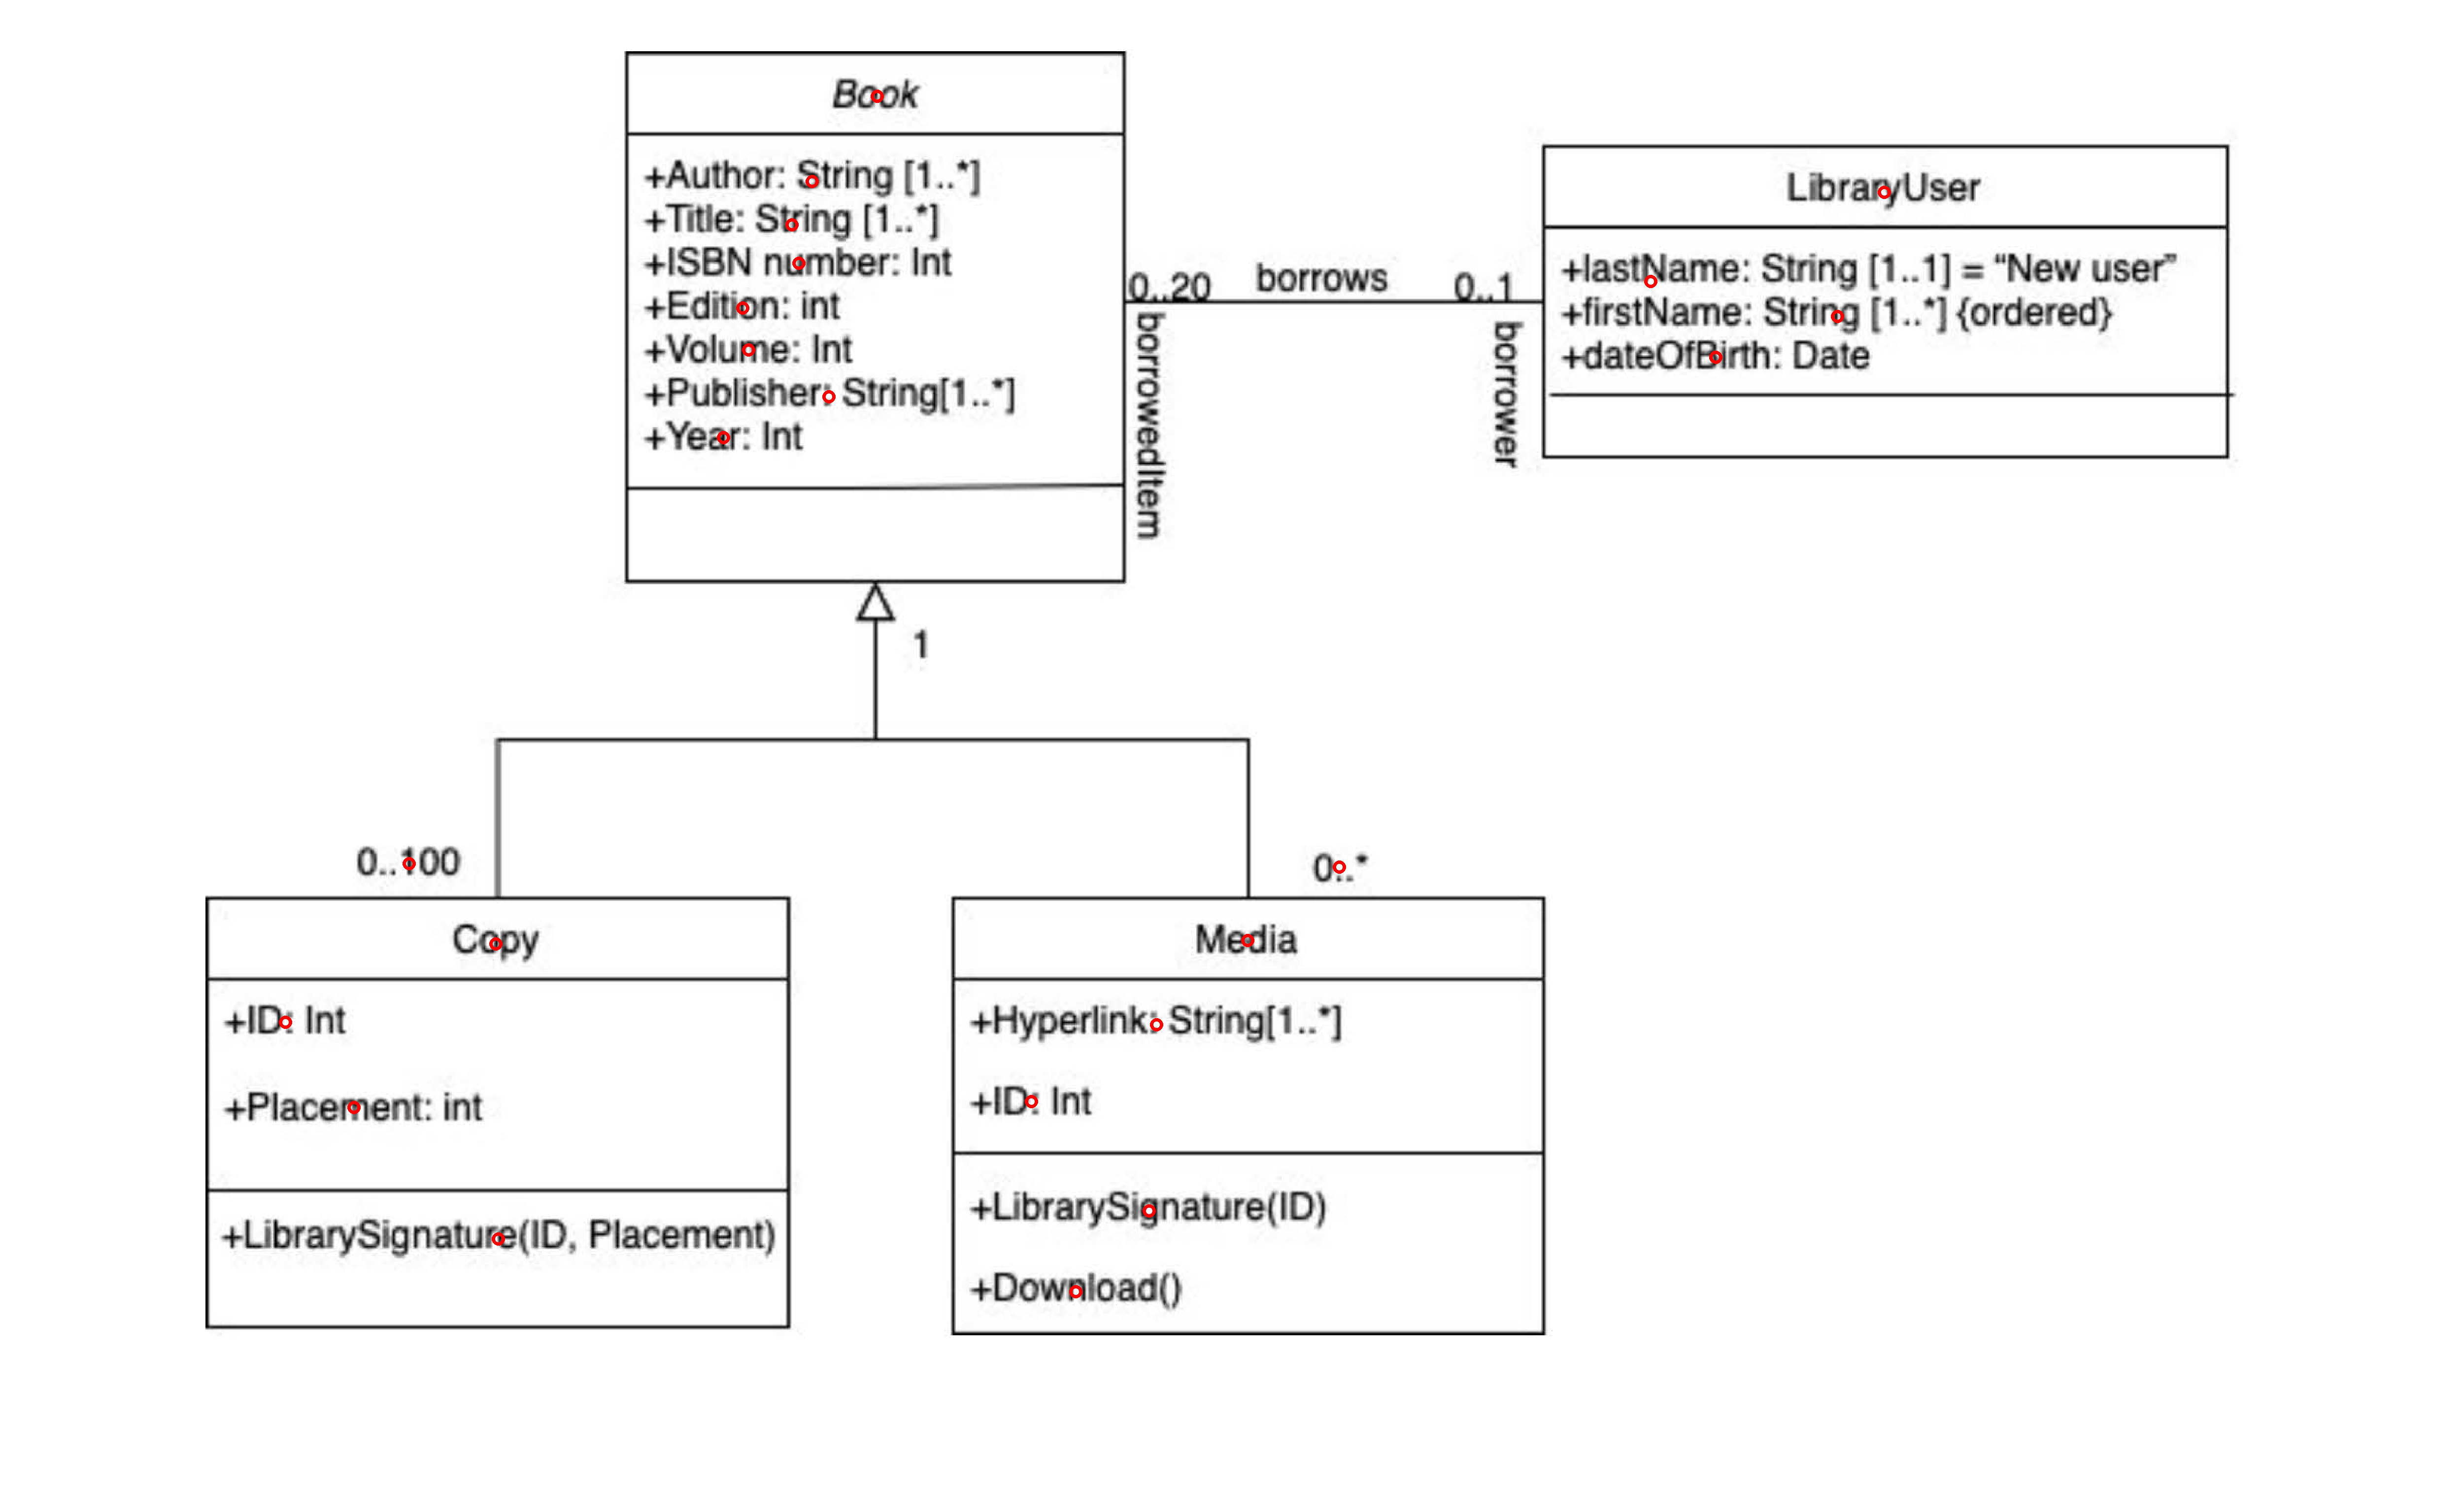 Book
+Author: String [1..*]
+Title: String [1..*]
+ISBN number: Int
+Edition: int
+Volume: Int
+Publisher: String[1..*]
+Year: Int
0..20
borrows
0..1
borrowedItem
borrower
LibraryUser
+lastName: String [1..1] = “New user”
+firstName: String [1..*] {ordered}
+dateOfBirth: Date
1
0..100
0..*
Copy
+ID: Int
+Placement: int
+LibrarySignature(ID, Placement)
Media
+Hyperlink: String[1..*]
+ID: Int
+LibrarySignature(ID)
+Download()